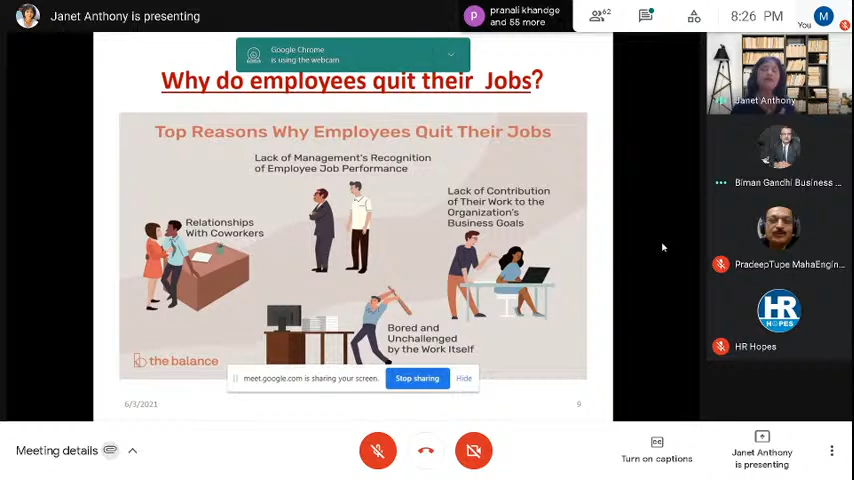 Janet Anthony is presenting
P
pranali khandge
and 55 more
62
8:26 PM
You
M
Google Chrome
is using the webcam
Why do employees quit their Jobs?
Top Reasons Why Employees Quit Their Jobs
Lack of Management's Recognition
of Employee Job Performance
Relationships
With Coworkers
Lack of Contribution
of Their Work to the
Organization's
Business Goals
Bored and
Unchallenged
by the Work Itself
the balance
meet.google.com is sharing your screen.
Stop sharing
Hide
6/3/2021
9
Janet Anthony
Biman Gandhi Business ...
PradeepTupe MahaEngin...
HR
HOPES
HR Hopes
Meeting details
Turn on captions
Janet Anthony
is presenting